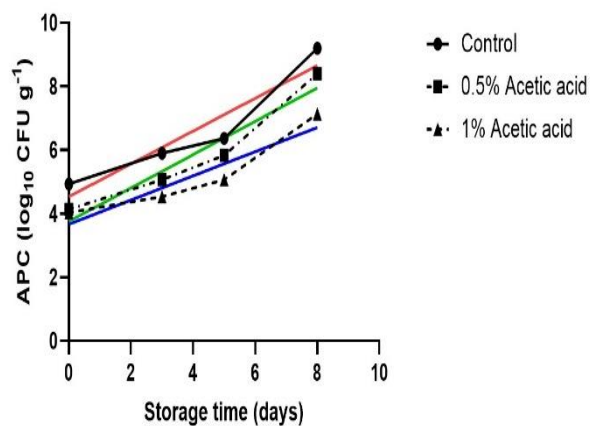 APC (log₁₀ CFU g⁻¹)
10
8
6
4
2
0
0 2 4 6 8 10
Storage time (days)
Control
0.5% Acetic acid
1% Acetic acid